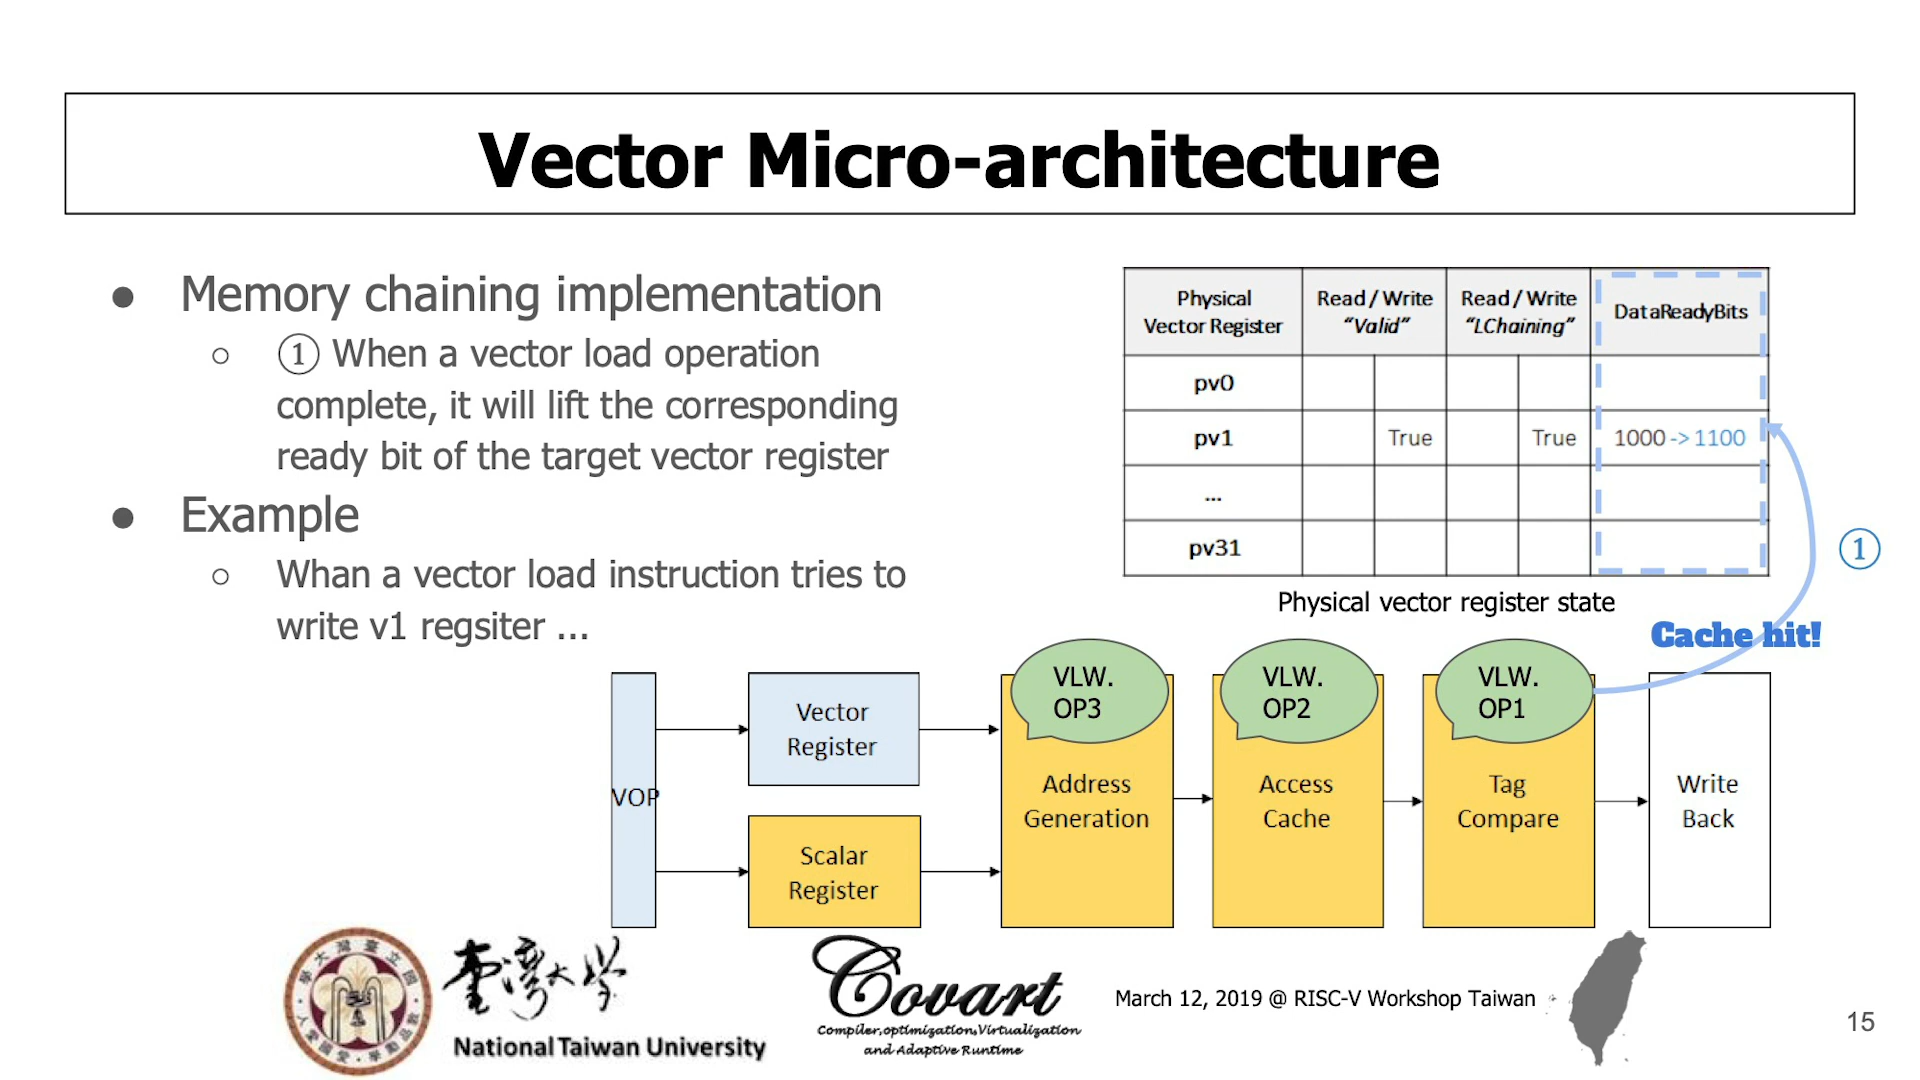 Vector Micro-architecture
● Memory chaining implementation
○ ① When a vector load operation
complete, it will lift the corresponding
ready bit of the target vector register
● Example
○ Whan a vector load instruction tries to
write v1 regsiter ...
Physical Vector Register
Read / Write "Valid"
Read / Write "LChaining"
DataReadyBits
pv0
pv1 True True 1000 -> 1100
...
pv31
Physical vector register state
①
Cache hit!
VOP
Vector
Register
Scalar
Register
VLW.
OP3
Address
Generation
VLW.
OP2
Access
Cache
VLW.
OP1
Tag
Compare
Write
Back
臺灣大學
National Taiwan University
Covart
Compiler,optimization,Virtualization
and Adaptive Runtime
March 12, 2019 @ RISC-V Workshop Taiwan
15